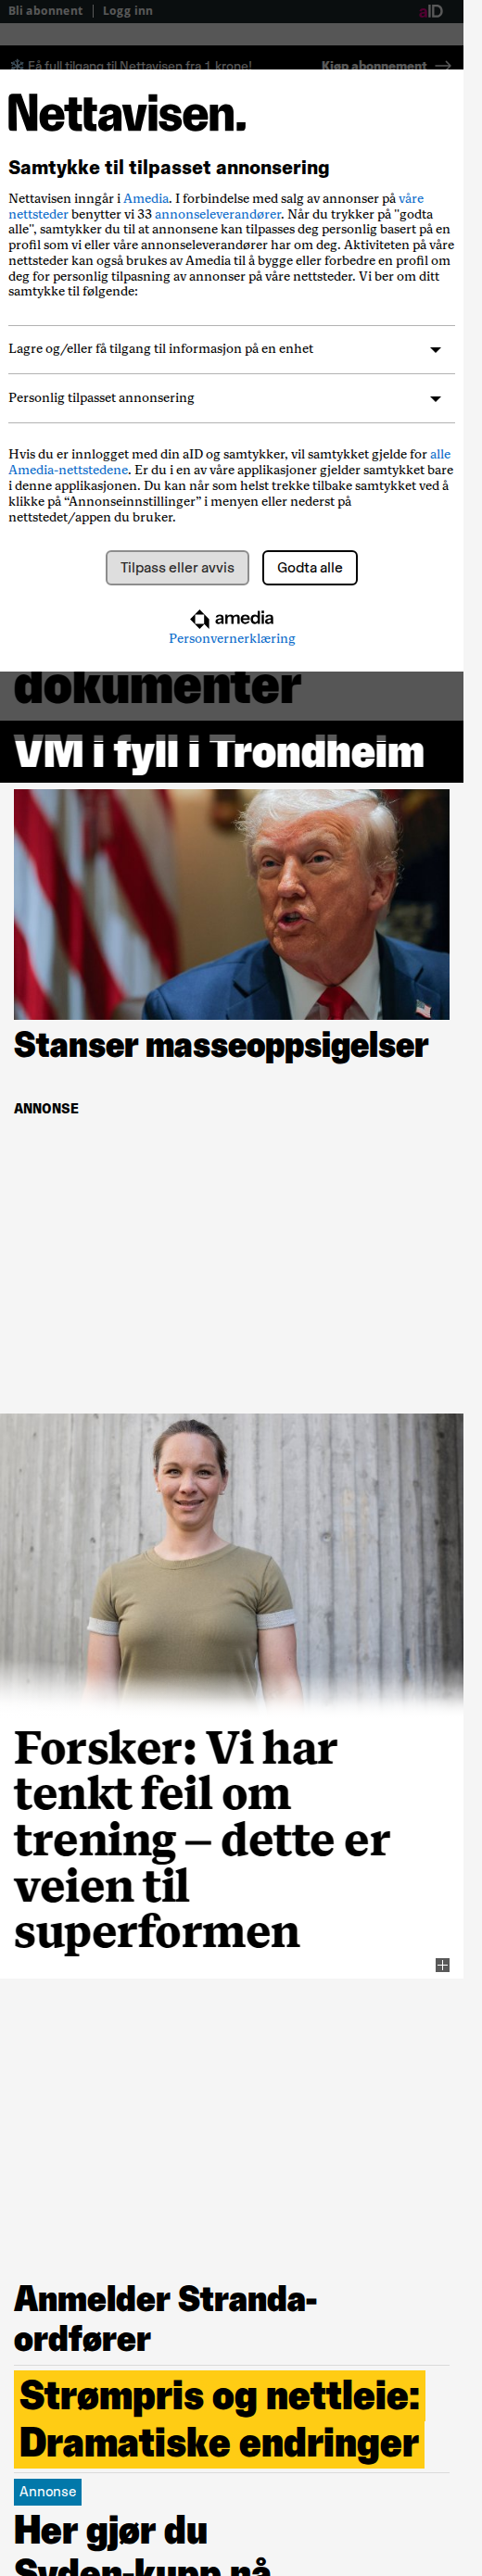 Bli abonnent
Logg inn
aID
Få full tilgang til Nettavisen fra 1 krone!
Kjøp abonnement
Nettavisen.
Samtykke til tilpasset annonsering
Nettavisen inngår i Amedia. I forbindelse med salg av annonser på våre
nettsteder benytter vi 33 annonseleverandører. Når du trykker på "godta
alle", samtykker du til at annonsene kan tilpasses deg personlig basert på en
profil som vi eller våre annonseleverandører har om deg. Aktiviteten på våre
nettsteder kan også brukes av Amedia til å bygge eller forbedre en profil om
deg for personlig tilpasning av annonser på våre nettsteder. Vi ber om ditt
samtykke til følgende:
Lagre og/eller få tilgang til informasjon på en enhet
Personlig tilpasset annonsering
Hvis du er innlogget med din aID og samtykker, vil samtykket gjelde for alle
Amedia-nettstedene. Er du i en av våre applikasjoner gjelder samtykket bare
i denne applikasjonen. Du kan når som helst trekke tilbake samtykket ved å
klikke på “Annonseinnstillinger” i menyen eller nederst på
nettstedet/appen du bruker.
Tilpass eller avvis
Godta alle
amedia
Personvernerklæring
dokumenter
VM i fyll i Trondheim
Stanser masseoppsigelser
ANNONSE
Forsker: Vi har
tenkt feil om
trening – dette er
veien til
superformen
Anmelder Stranda-
ordfører
Strømpris og nettleie:
Dramatiske endringer
Annonse
Her gjør du
Syden-kupp nå